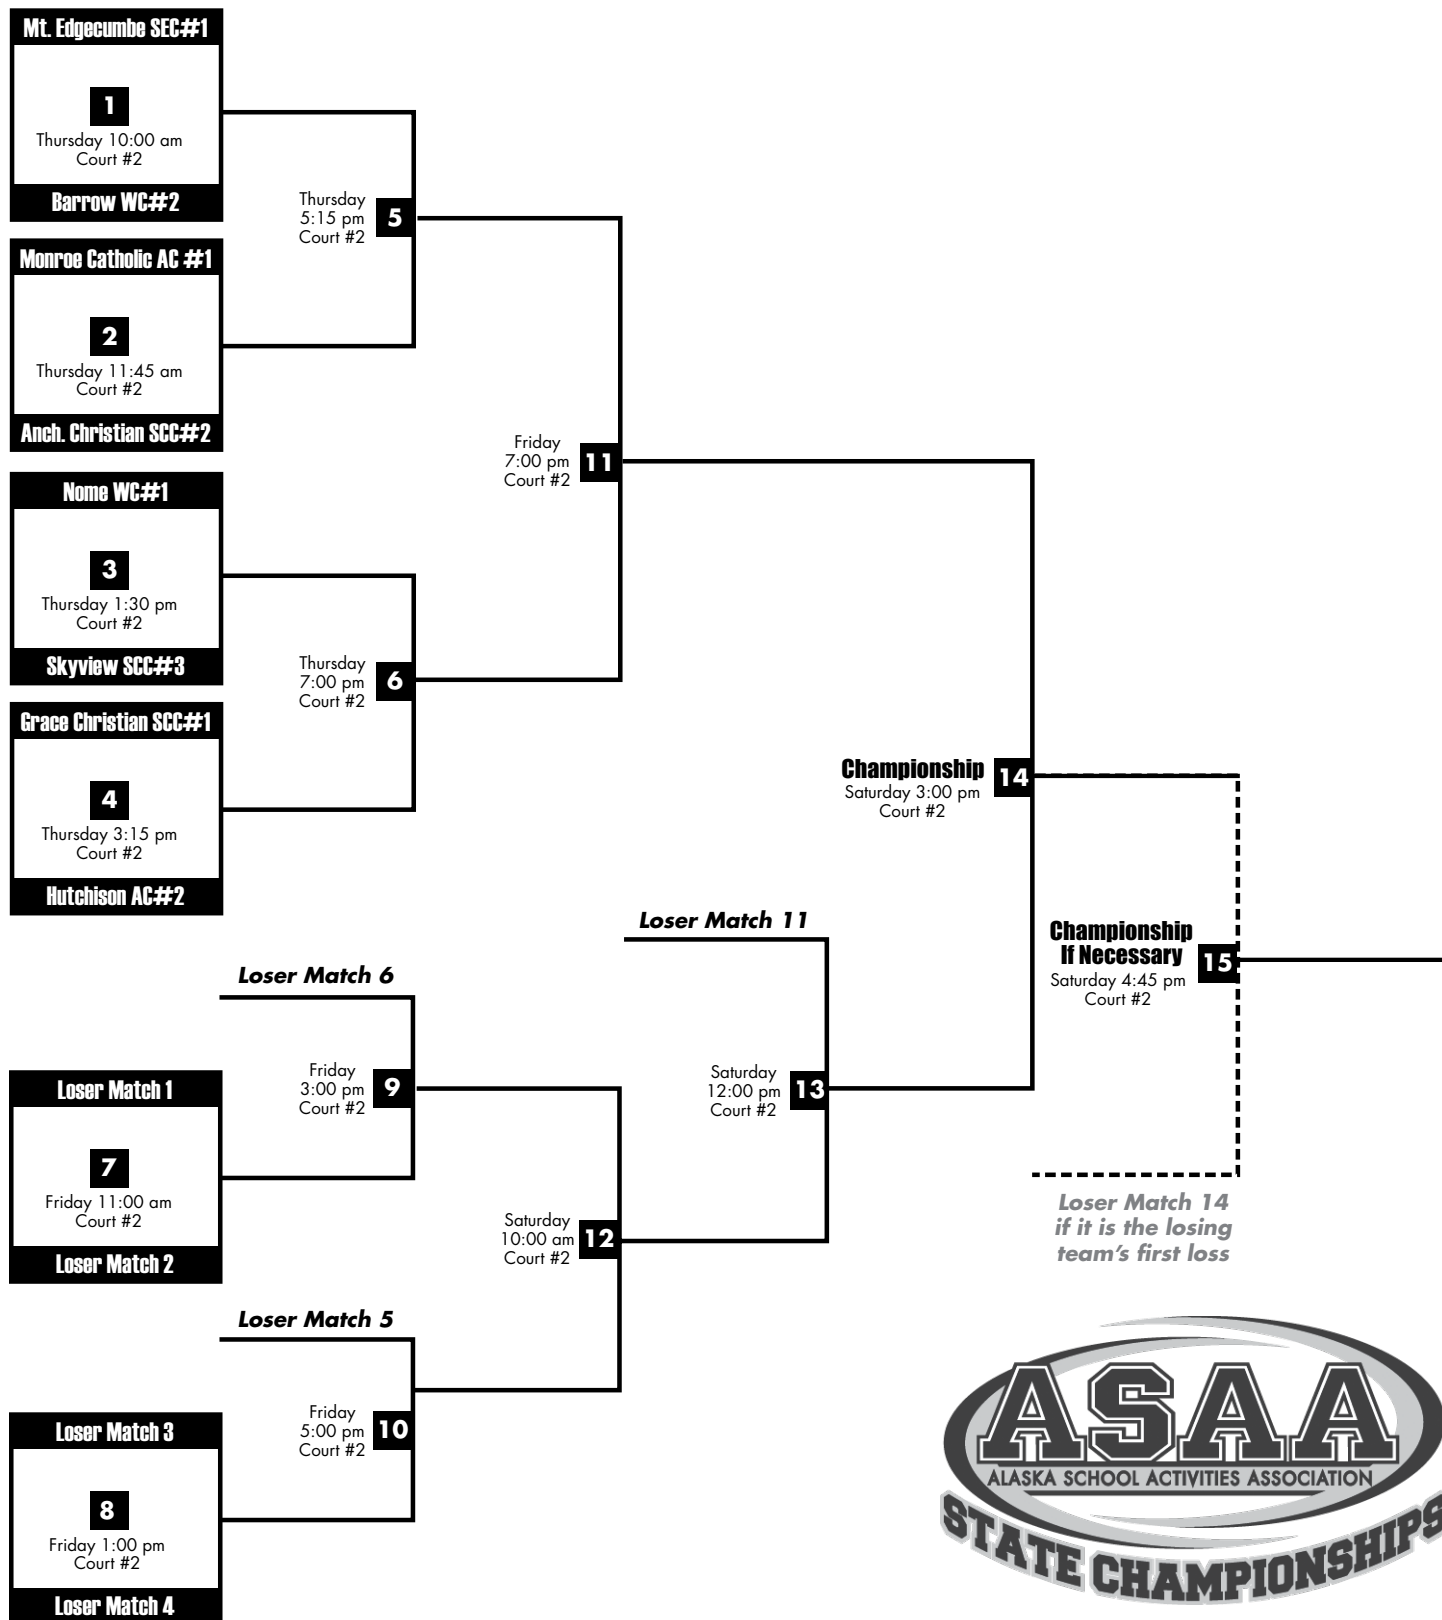 Mt. Edgecumbe SEC#1
1
Thursday 10:00 am
Court #2
Barrow WC#2
Monroe Catholic AC #1
2
Thursday 11:45 am
Court #2
Anch. Christian SCC#2
Nome WC#1
3
Thursday 1:30 pm
Court #2
Skyview SCC#3
Grace Christian SCC#1
4
Thursday 3:15 pm
Court #2
Hutchison AC#2
Thursday
5:15 pm
Court #2
5
Thursday
7:00 pm
Court #2
6
Friday
7:00 pm
Court #2
11
Championship
Saturday 3:00 pm
Court #2
14
Championship
If Necessary
Saturday 4:45 pm
Court #2
15
Loser Match 11
Loser Match 6
Friday
3:00 pm
Court #2
9
Loser Match 1
7
Friday 11:00 am
Court #2
Loser Match 2
Saturday
12:00 pm
Court #2
13
Saturday
10:00 am
Court #2
12
Loser Match 14
if it is the losing
team's first loss
Loser Match 5
Friday
5:00 pm
Court #2
10
Loser Match 3
8
Friday 1:00 pm
Court #2
Loser Match 4
ASAA
ALASKA SCHOOL ACTIVITIES ASSOCIATION
STATE CHAMPIONSHIPS